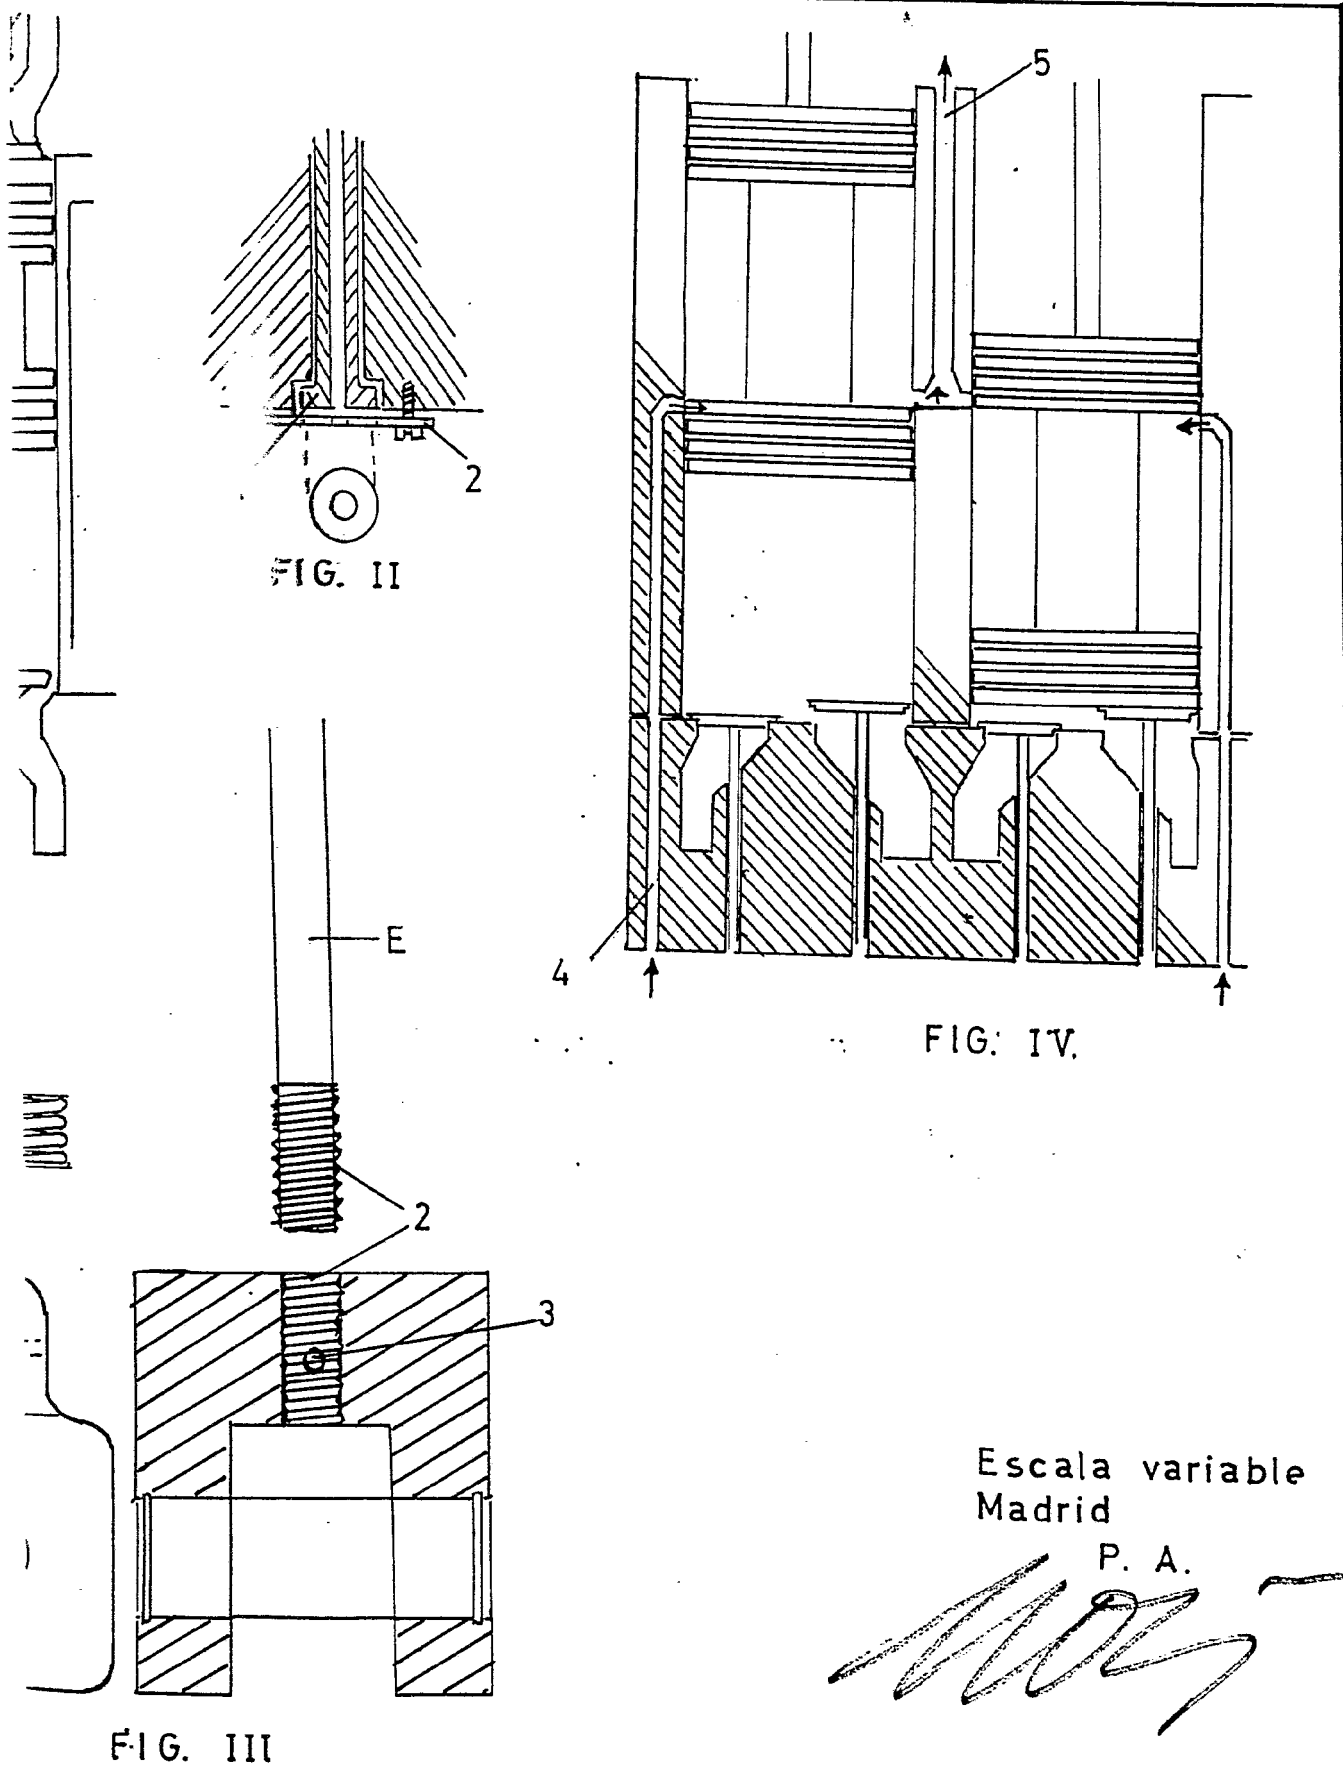 5
2
FIG. II
E
4
FIG. IV.
2
3
Escala variable
Madrid
P. A.
FIG. III